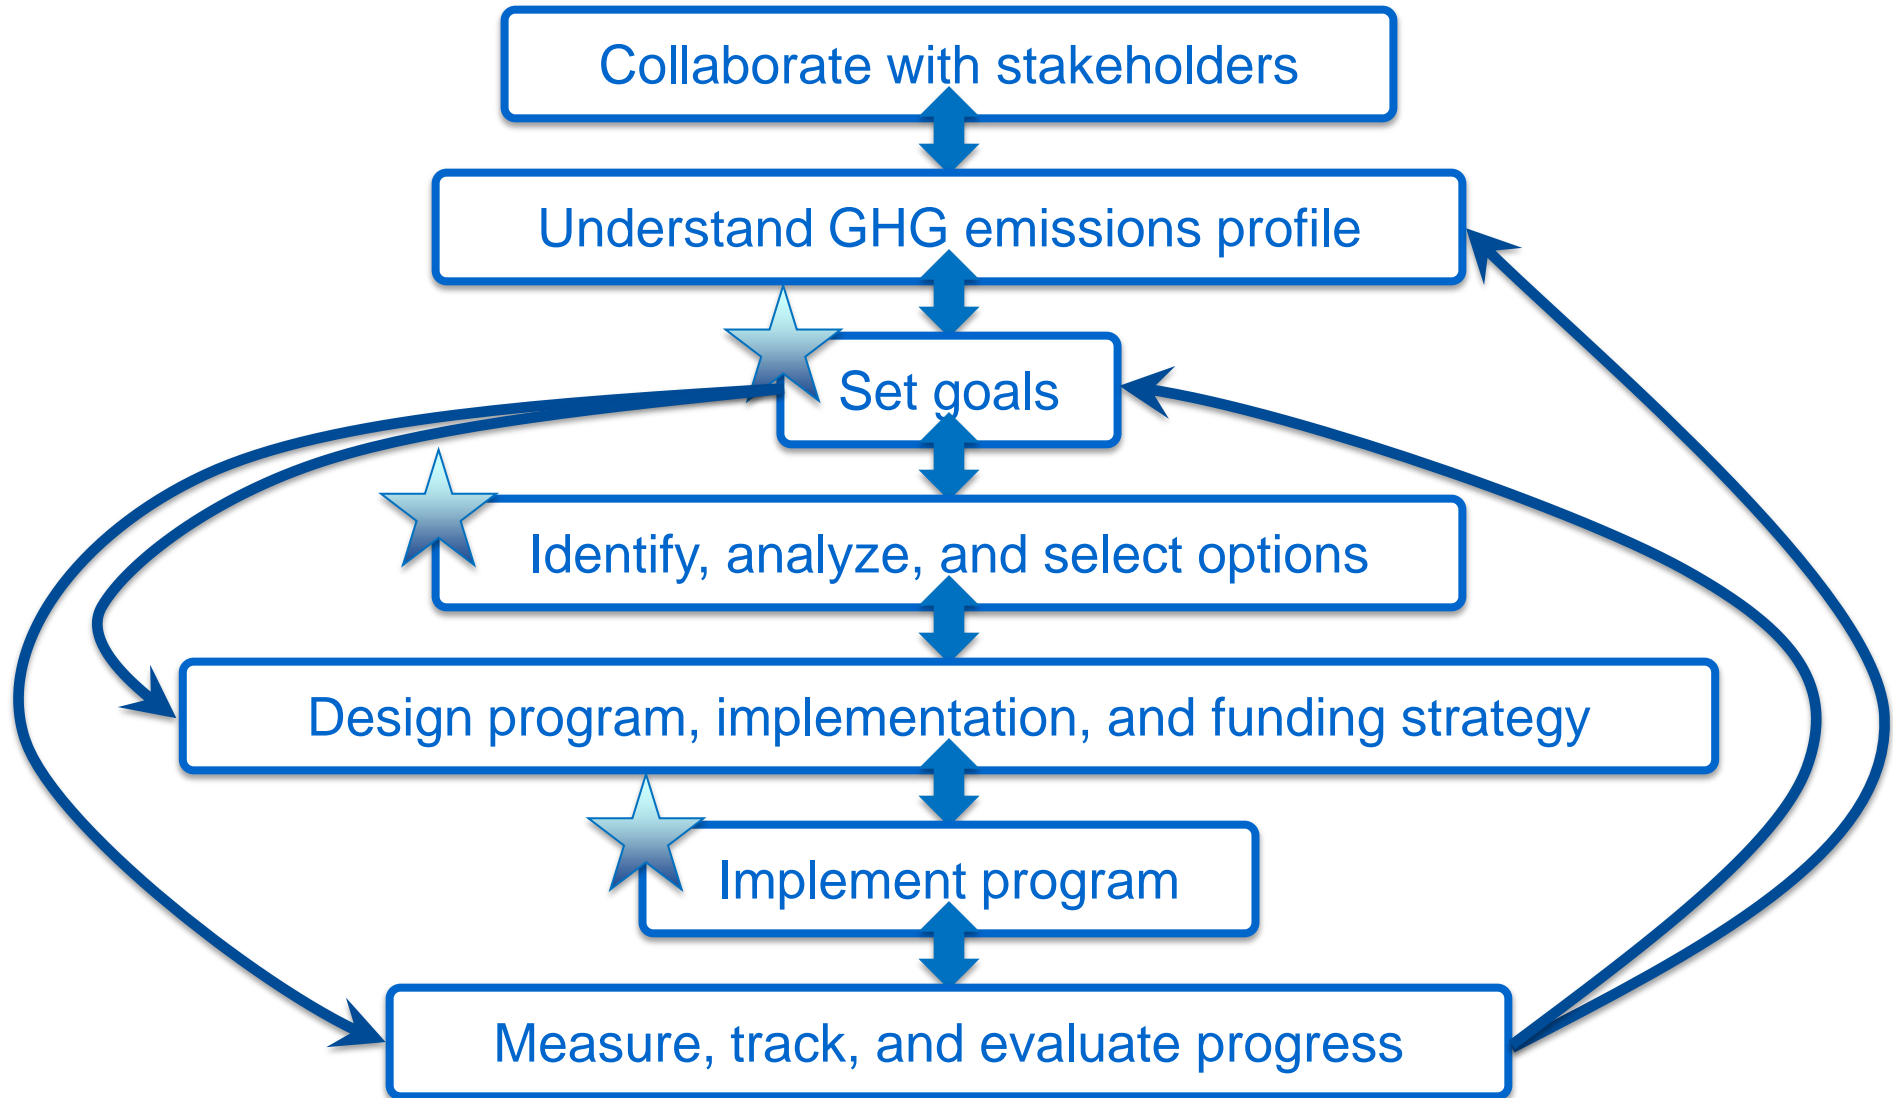 Collaborate with stakeholders
Understand GHG emissions profile
Set goals
Identify, analyze, and select options
Design program, implementation, and funding strategy
Implement program
Measure, track, and evaluate progress